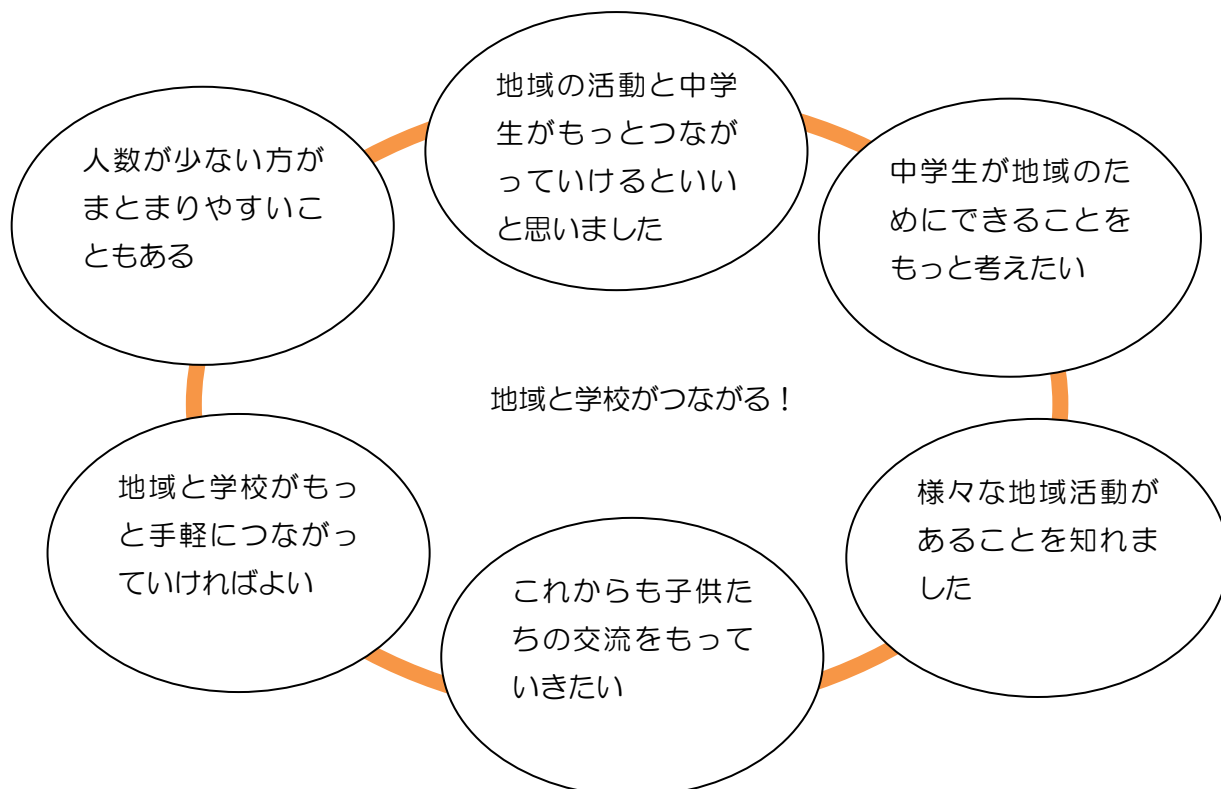 地域の活動と中学
生がもっとつなが
っていけるといい
と思いました
人数が少ない方が
まとまりやすいこ
ともある
中学生が地域のた
めにできることを
もっと考えたい
地域と学校がつながる！
地域と学校がもっ
と手軽につながっ
ていければよい
様々な地域活動が
あることを知れま
した
これからも子供た
ちの交流をもって
いきたい